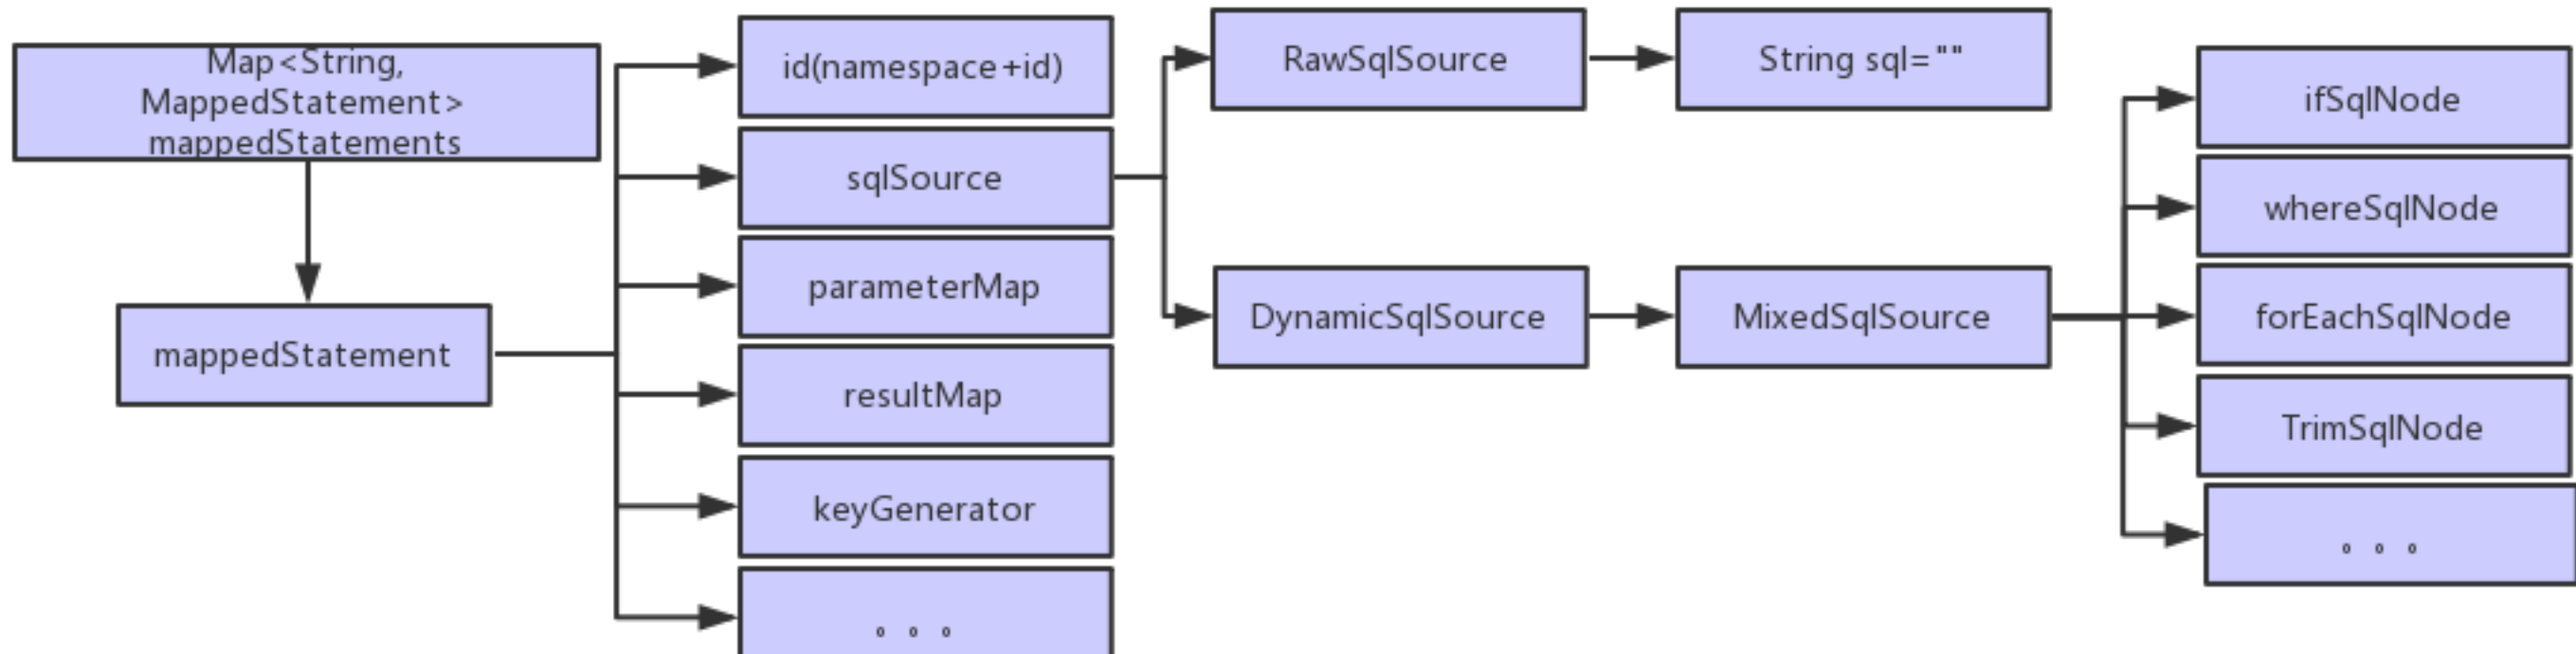 Map<String,
MappedStatement>
mappedStatements
mappedStatement
id(namespace+id)
sqlSource
parameterMap
resultMap
keyGenerator
。。。
RawSqlSource
String sql=""
DynamicSqlSource
MixedSqlSource
ifSqlNode
whereSqlNode
forEachSqlNode
TrimSqlNode
。。。